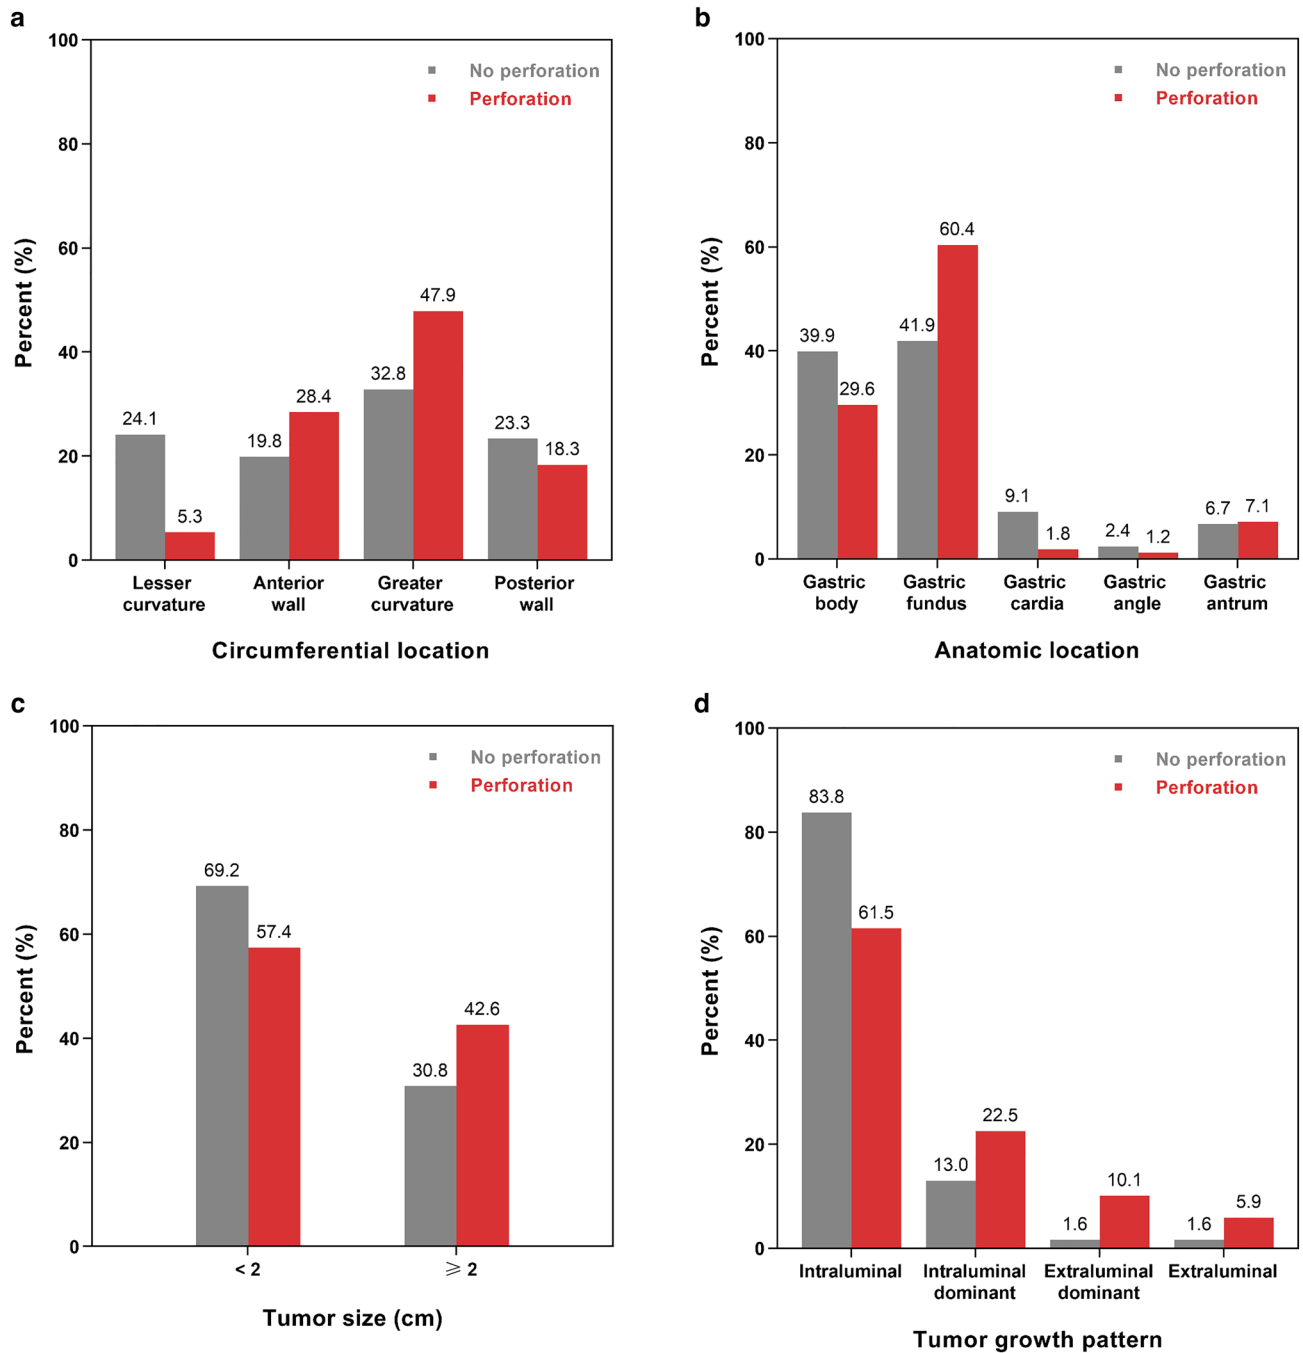 a
100
80
60
40
20
0
Percent (%)
No perforation
Perforation
24.1
5.3
19.8
28.4
32.8
47.9
23.3
18.3
Lesser
curvature
Anterior
wall
Greater
curvature
Posterior
wall
Circumferential location
b
100
80
60
40
20
0
Percent (%)
No perforation
Perforation
39.9
29.6
41.9
60.4
9.1
1.8
2.4
1.2
6.7
7.1
Gastric
body
Gastric
fundus
Gastric
cardia
Gastric
angle
Gastric
antrum
Anatomic location
c
100
80
60
40
20
0
Percent (%)
No perforation
Perforation
69.2
57.4
30.8
42.6
< 2
⩾ 2
Tumor size (cm)
d
100
80
60
40
20
0
Percent (%)
No perforation
Perforation
83.8
61.5
13.0
22.5
1.6
10.1
1.6
5.9
Intraluminal
Intraluminal
dominant
Extraluminal
dominant
Extraluminal
Tumor growth pattern